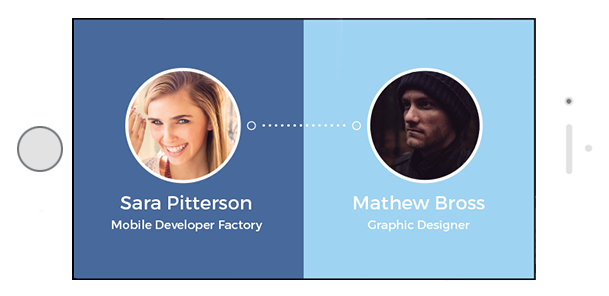 Sara Pitterson
Mobile Developer Factory
Mathew Bross
Graphic Designer